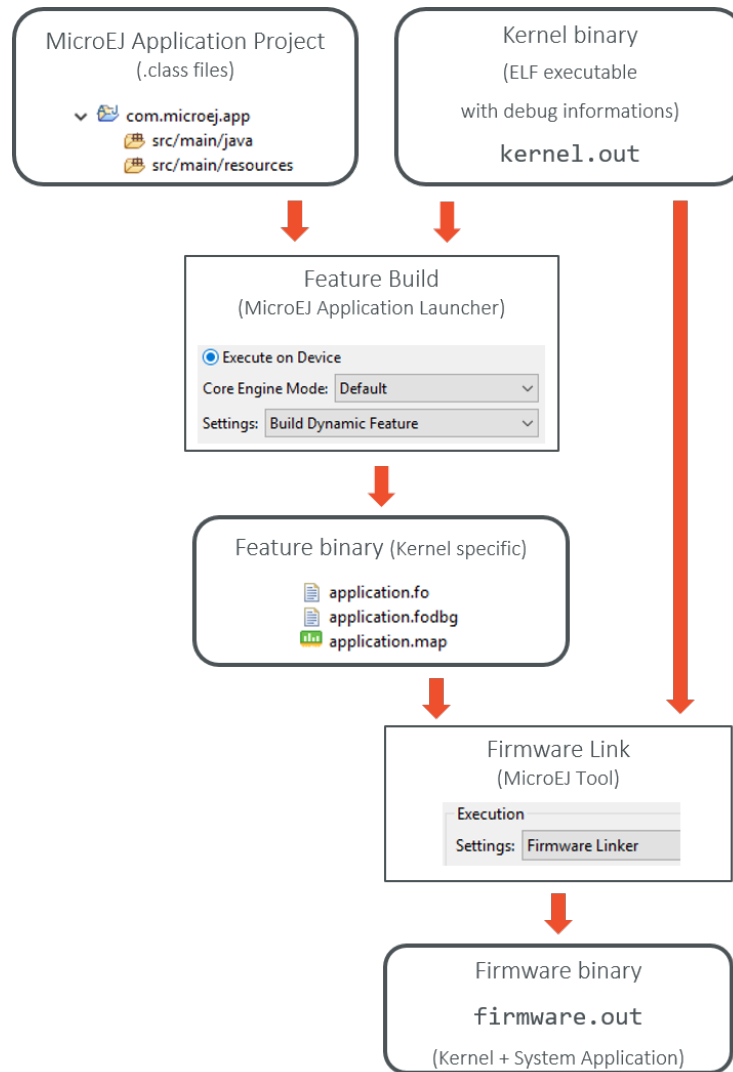 MicroEJ Application Project
(.class files)
com.microej.app
src/main/java
src/main/resources
Kernel binary
(ELF executable
with debug informations)
kernel.out
Feature Build
(MicroEJ Application Launcher)
Execute on Device
Core Engine Mode: Default
Settings: Build Dynamic Feature
Feature binary (Kernel specific)
application.fo
application.fodbg
application.map
Firmware Link
(MicroEJ Tool)
Execution
Settings: Firmware Linker
Firmware binary
firmware.out
(Kernel + System Application)